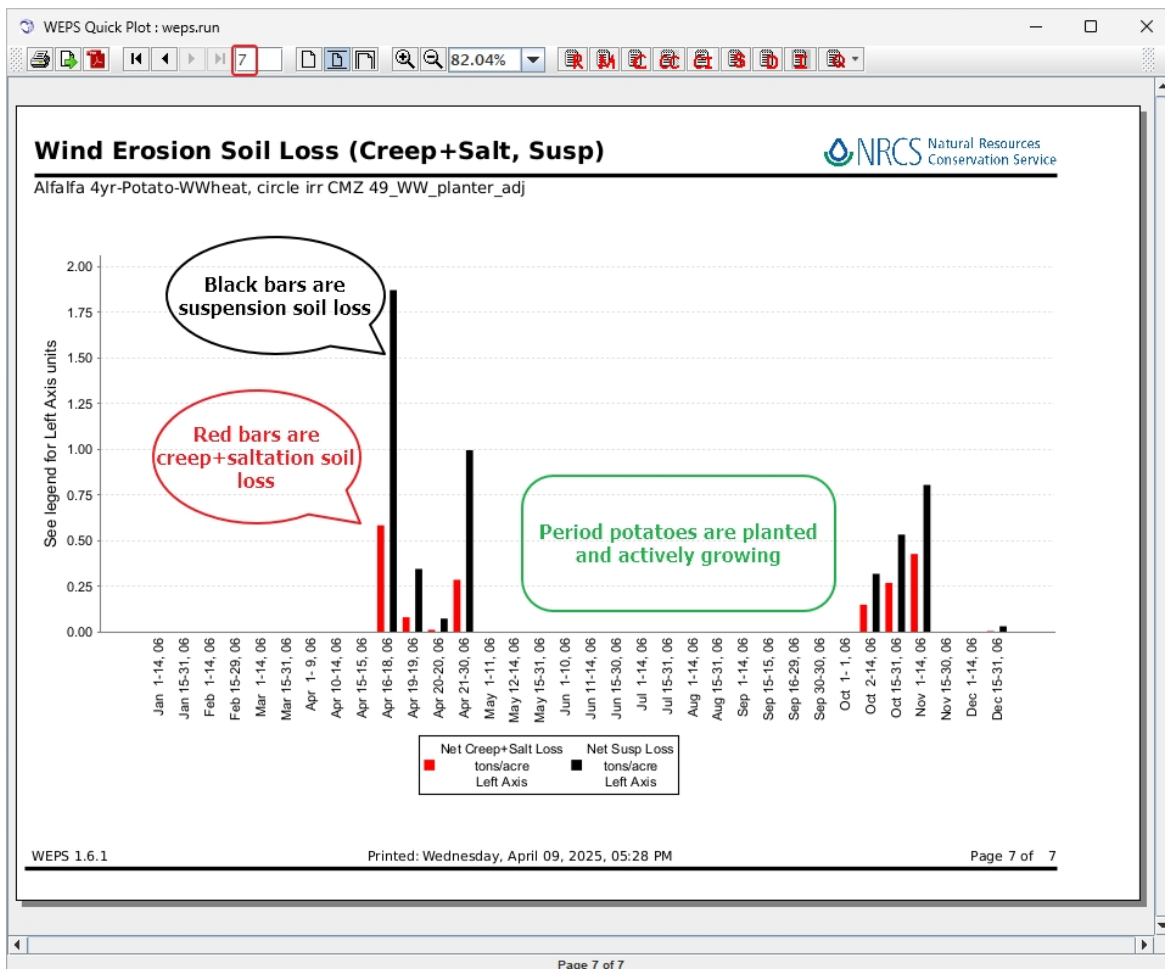 WEPS Quick Plot : weps.run
7
82.04%
R M C CC CI S D I Q
Wind Erosion Soil Loss (Creep+Salt, Susp)
NRCS Natural Resources
Conservation Service
Alfalfa 4yr-Potato-WWheat, circle irr CMZ 49_WW_planter_adj
Black bars are
suspension soil loss
Red bars are
creep+saltation soil
loss
Period potatoes are planted
and actively growing
See legend for Left Axis units
2.00
1.75
1.50
1.25
1.00
0.75
0.50
0.25
0.00
Jan 1-14, 06
Jan 15-31, 06
Feb 1-14, 06
Feb 15-29, 06
Mar 1-14, 06
Mar 15-31, 06
Apr 1- 9, 06
Apr 10-14, 06
Apr 15-15, 06
Apr 16-18, 06
Apr 19-19, 06
Apr 20-20, 06
Apr 21-30, 06
May 1-11, 06
May 12-14, 06
May 15-31, 06
Jun 1-10, 06
Jun 11-14, 06
Jun 15-30, 06
Jul 1-14, 06
Jul 15-31, 06
Aug 1-14, 06
Aug 15-31, 06
Sep 1-14, 06
Sep 15-15, 06
Sep 16-29, 06
Sep 30-30, 06
Oct 1- 1, 06
Oct 2-14, 06
Oct 15-31, 06
Nov 1-14, 06
Nov 15-30, 06
Dec 1-14, 06
Dec 15-31, 06
Net Creep+Salt Loss
tons/acre
Left Axis
Net Susp Loss
tons/acre
Left Axis
WEPS 1.6.1
Printed: Wednesday, April 09, 2025, 05:28 PM
Page 7 of 7
Page 7 of 7